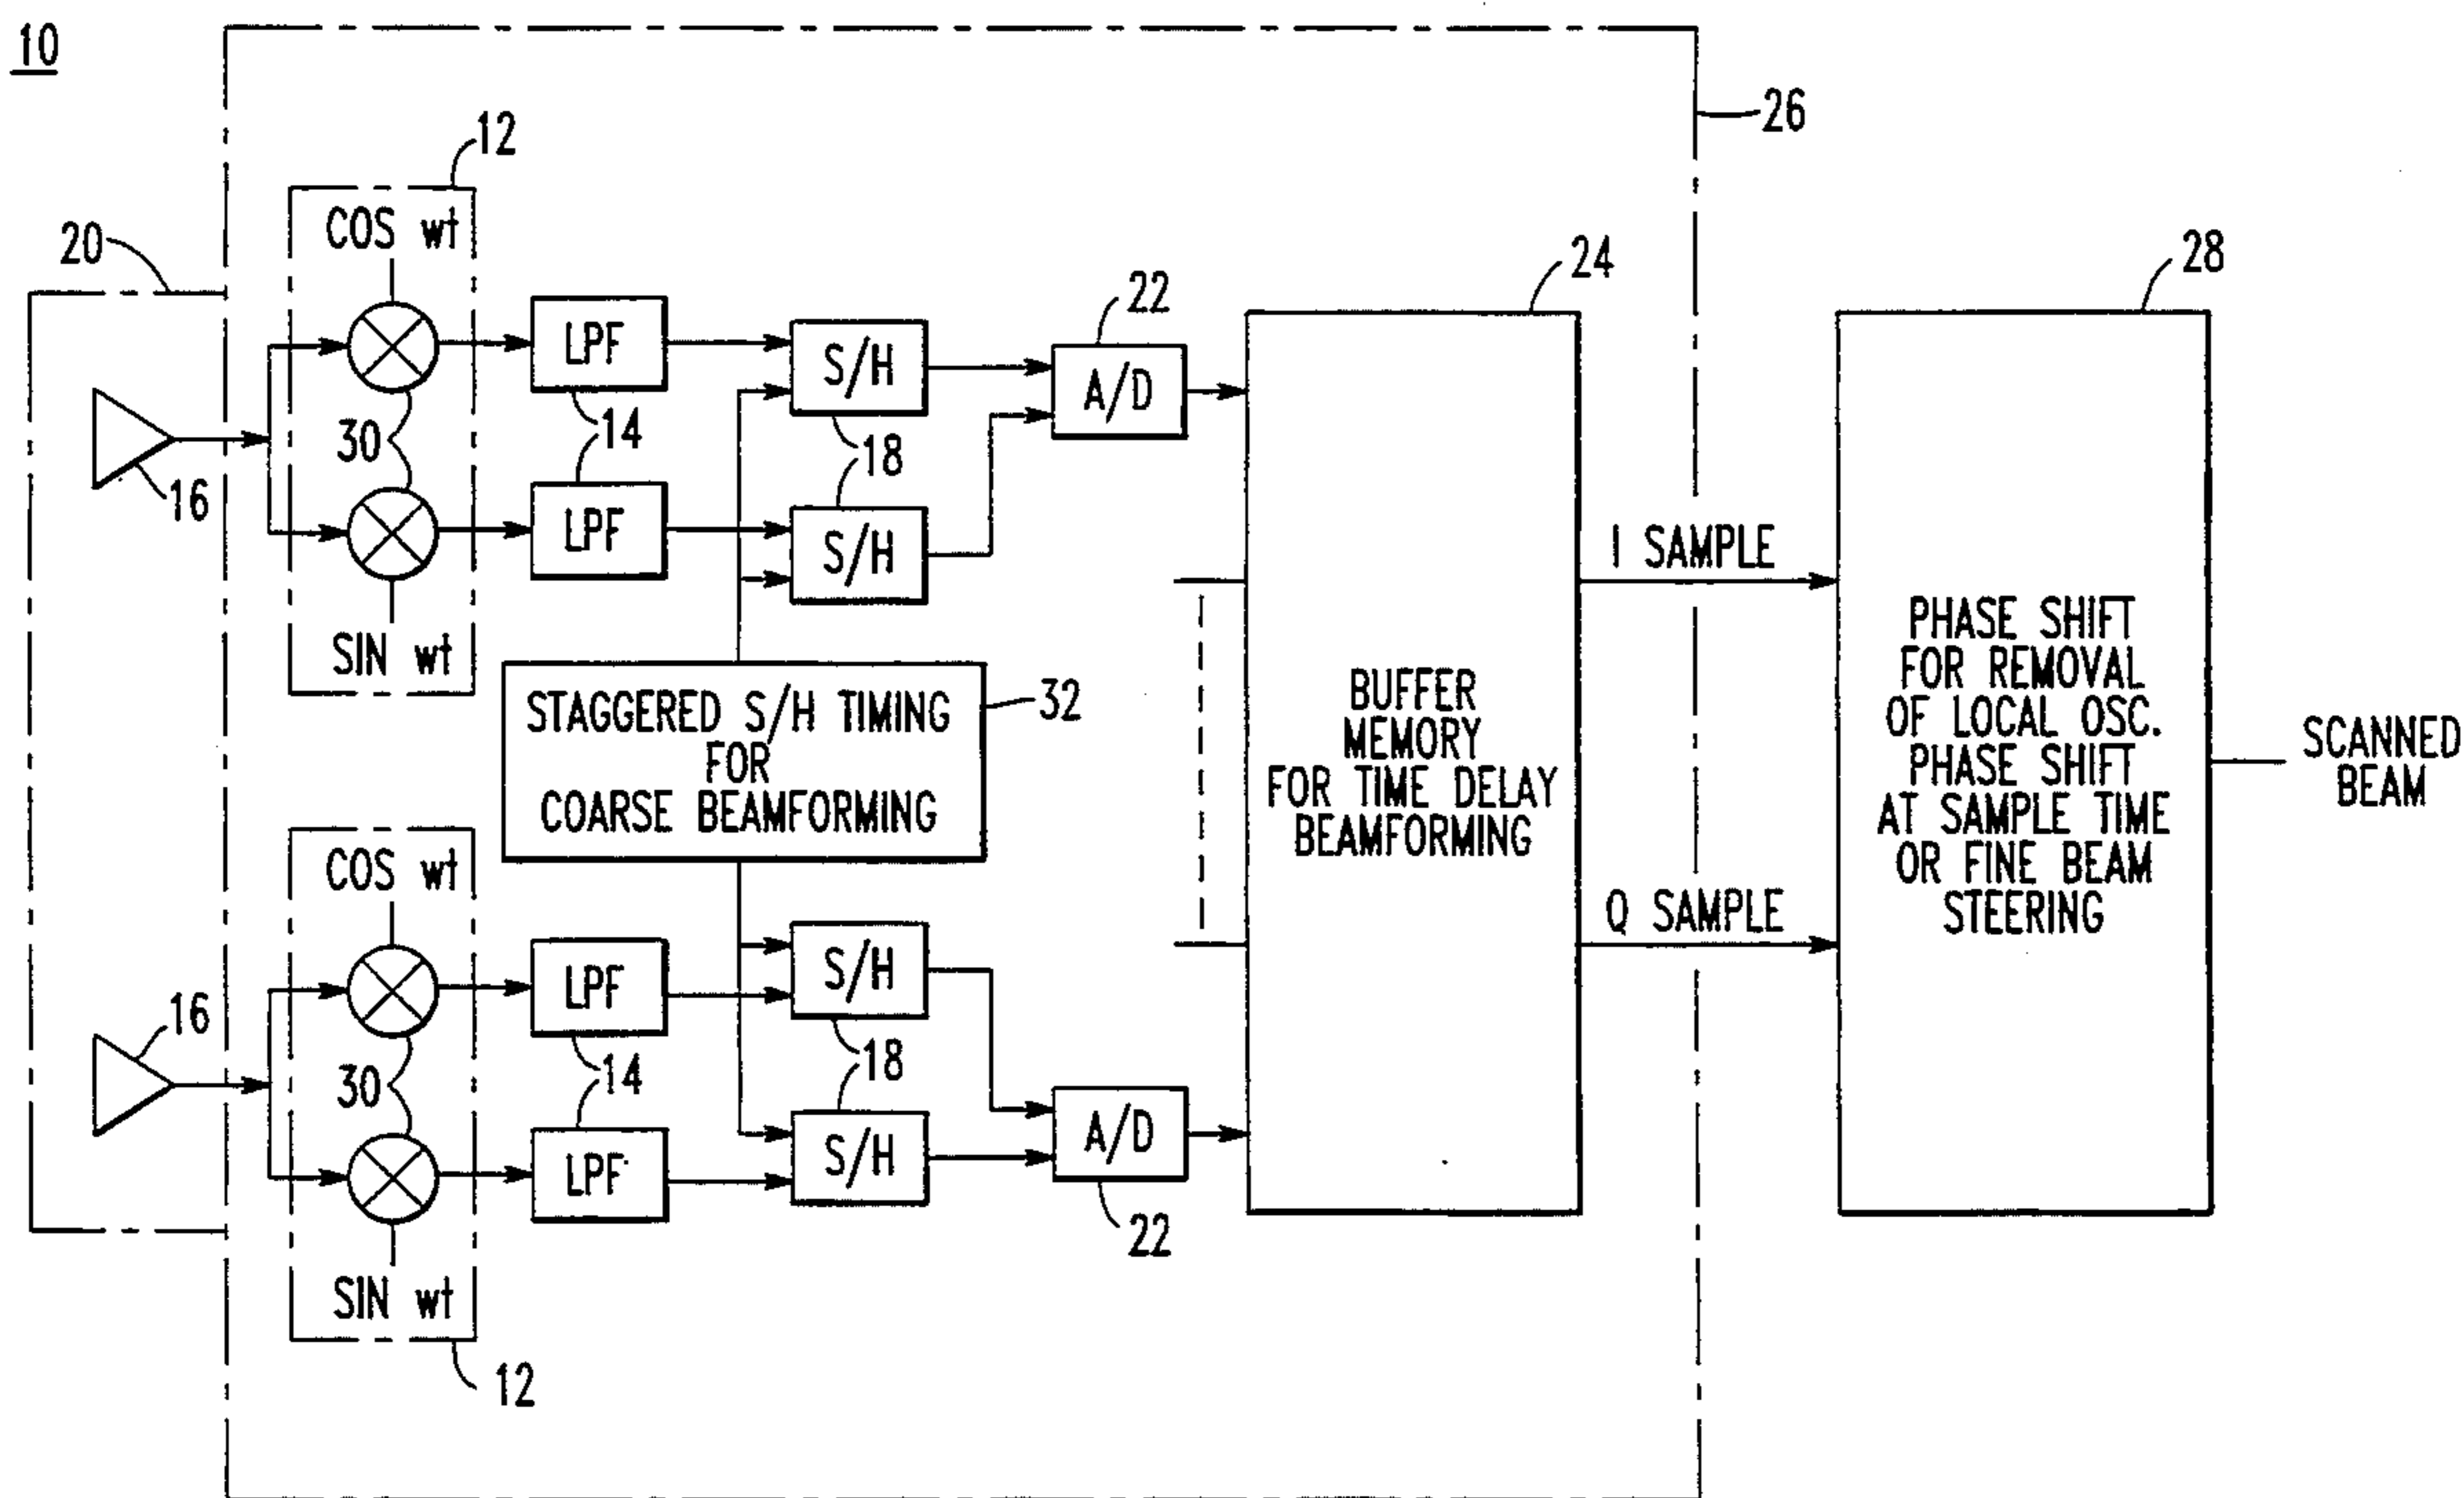 10
26
12
COS wt
20
24
28
22
LPF
S/H
A/D
30
14
18
16
LPF
S/H
I SAMPLE
SIN wt
STAGGERED S/H TIMING
FOR
COARSE BEAMFORMING
32
BUFFER
MEMORY
FOR TIME DELAY
BEAMFORMING
PHASE SHIFT
FOR REMOVAL
OF LOCAL OSC.
PHASE SHIFT
AT SAMPLE TIME
OR FINE BEAM
STEERING
SCANNED
BEAM
COS wt
Q SAMPLE
LPF
S/H
16
30
14
18
A/D
LPF
S/H
22
SIN wt
12